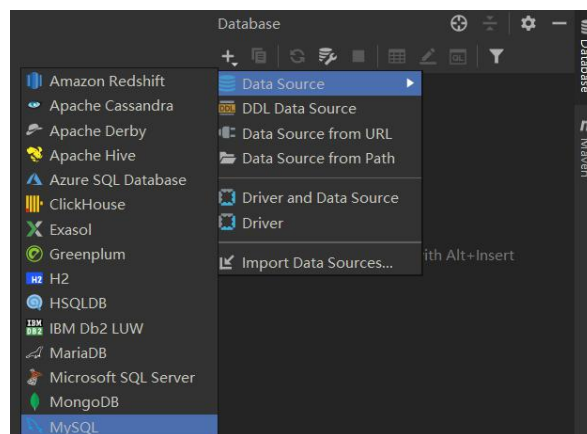 Database
Data Source
DDL Data Source
Data Source from URL
Data Source from Path
Driver and Data Source
Driver
Import Data Sources...
ith Alt+Insert
Amazon Redshift
Apache Cassandra
Apache Derby
Apache Hive
Azure SQL Database
ClickHouse
Exasol
Greenplum
H2
HSQLDB
IBM Db2 LUW
MariaDB
Microsoft SQL Server
MongoDB
MySQL
Database
Maven